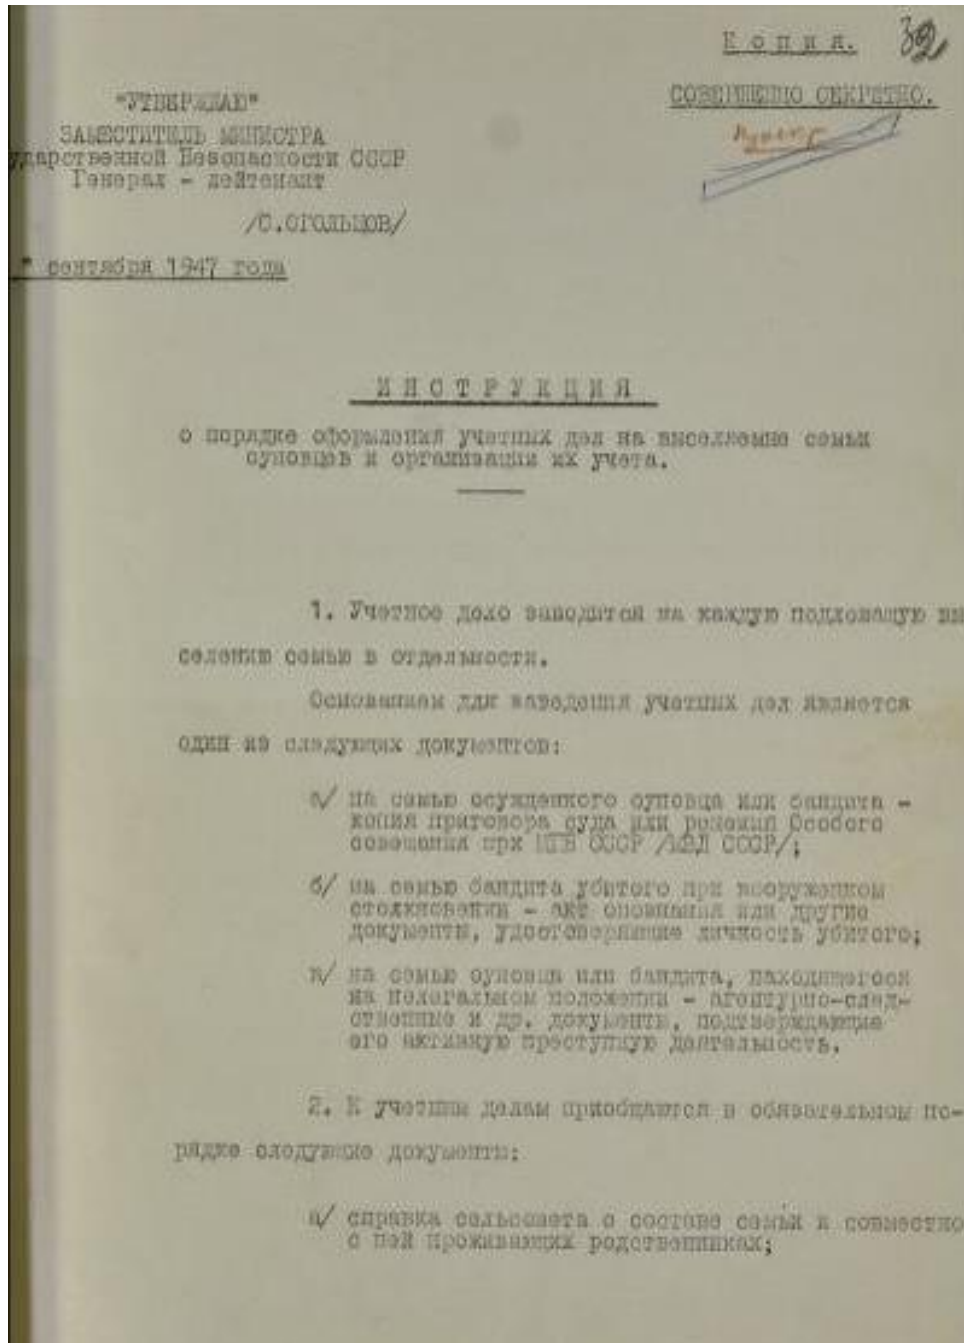 Копия. 32
"УТВЕРЖДАЮ" СОВЕРШЕННО СЕКРЕТНО.
ЗАМЕСТИТЕЛЬ МИНИСТРА
ударственной Безопасности СССР
Генерал - лейтенант
/С.ОГОЛЬЦОВ/
" сентября 1947 года
ИНСТРУКЦИЯ
о порядке оформления учетных дел на выселяемые семьи
оуновцев и организации их учета.
1. Учетное дело заводится на каждую подлежащую вы
селению семью в отдельности.
Основанием для заведения учетных дел является
один из следующих документов:
а/ на семью осужденного оуновца или бандита -
копия приговора суда или решения Особого
совещания при МГБ СССР /МВД СССР/;
б/ на семью бандита убитого при вооруженном
столкновении - акт опознания или другие
документы, удостоверяющие личность убитого;
в/ на семью оуновца или бандита, находящегося
на нелегальном положении - агентурно-след-
ственные и др. документы, подтверждающие
его активную преступную деятельность.
2. К учетным делам приобщаются в обязательном по-
рядке следующие документы:
а/ справка сельсовета о составе семьи и совместно
с ней проживающих родственниках;